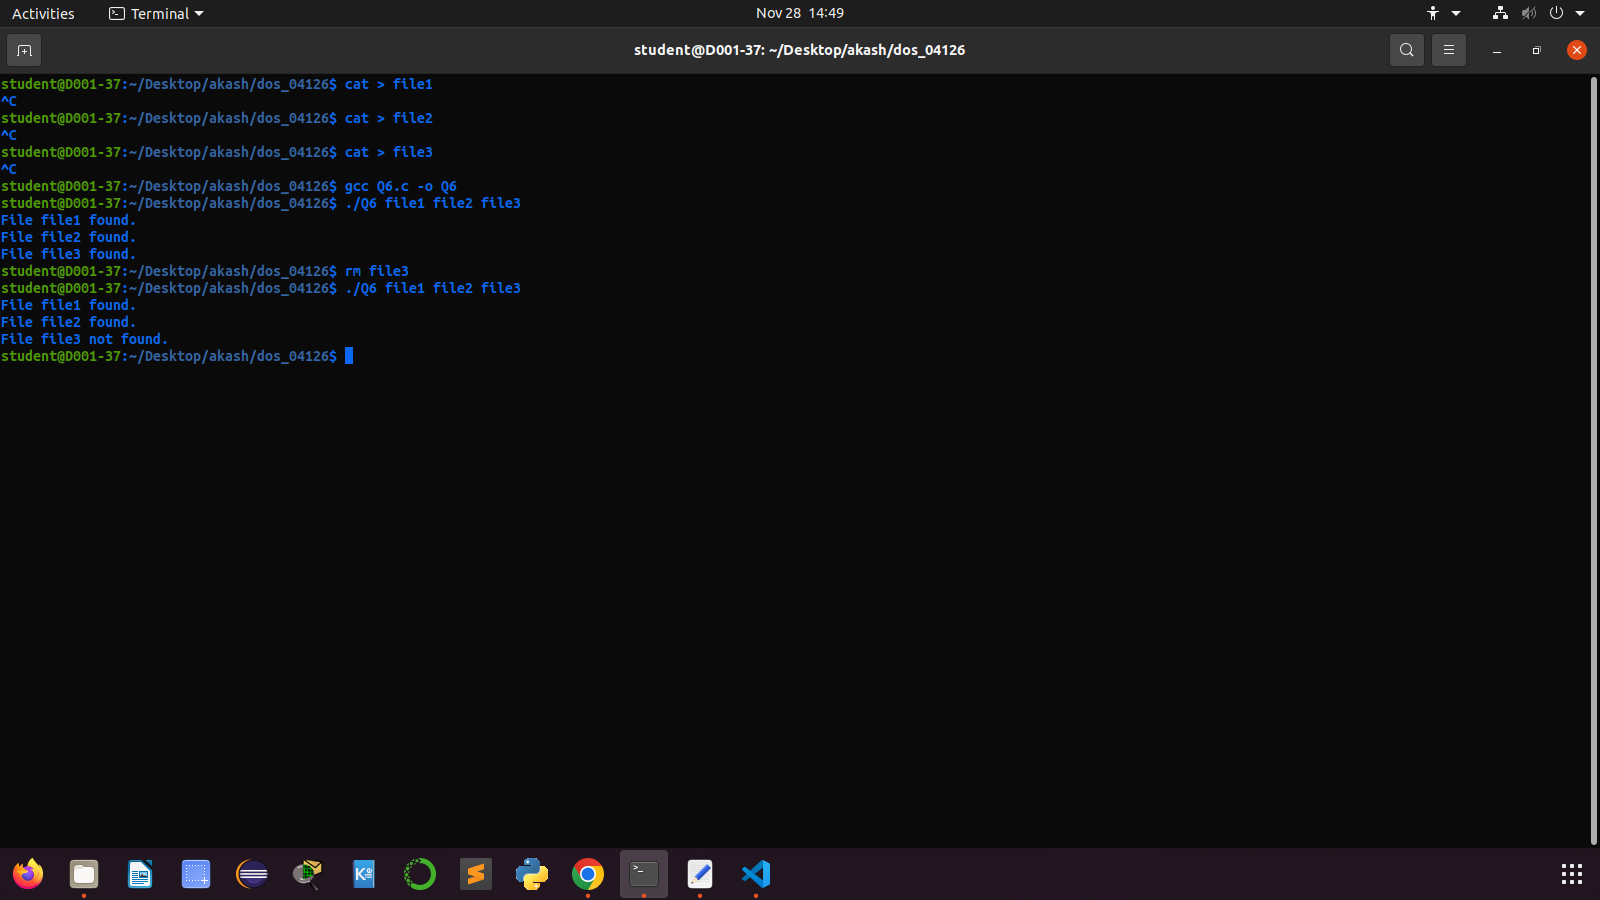 Activities Terminal Nov 28 14:49
student@D001-37: ~/Desktop/akash/dos_04126
student@D001-37:~/Desktop/akash/dos_04126$ cat > file1
^C
student@D001-37:~/Desktop/akash/dos_04126$ cat > file2
^C
student@D001-37:~/Desktop/akash/dos_04126$ cat > file3
^C
student@D001-37:~/Desktop/akash/dos_04126$ gcc Q6.c -o Q6
student@D001-37:~/Desktop/akash/dos_04126$ ./Q6 file1 file2 file3
File file1 found.
File file2 found.
File file3 found.
student@D001-37:~/Desktop/akash/dos_04126$ rm file3
student@D001-37:~/Desktop/akash/dos_04126$ ./Q6 file1 file2 file3
File file1 found.
File file2 found.
File file3 not found.
student@D001-37:~/Desktop/akash/dos_04126$